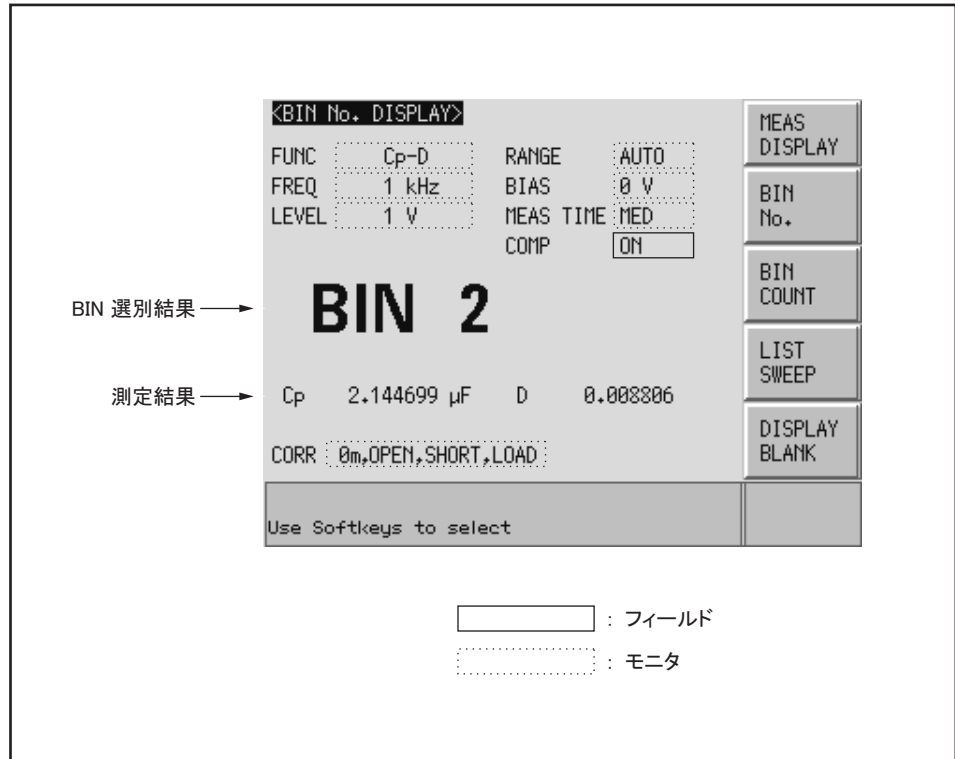 <BIN No. DISPLAY>
FUNC Cp-D RANGE AUTO
FREQ 1 kHz BIAS 0 V
LEVEL 1 V MEAS TIME MED
COMP ON
BIN 選別結果
BIN 2
測定結果
Cp 2.144699 µF D 0.008806
CORR 0m,OPEN,SHORT,LOAD
Use Softkeys to select
MEAS
DISPLAY
BIN
No.
BIN
COUNT
LIST
SWEEP
DISPLAY
BLANK
: フィールド
: モニタ